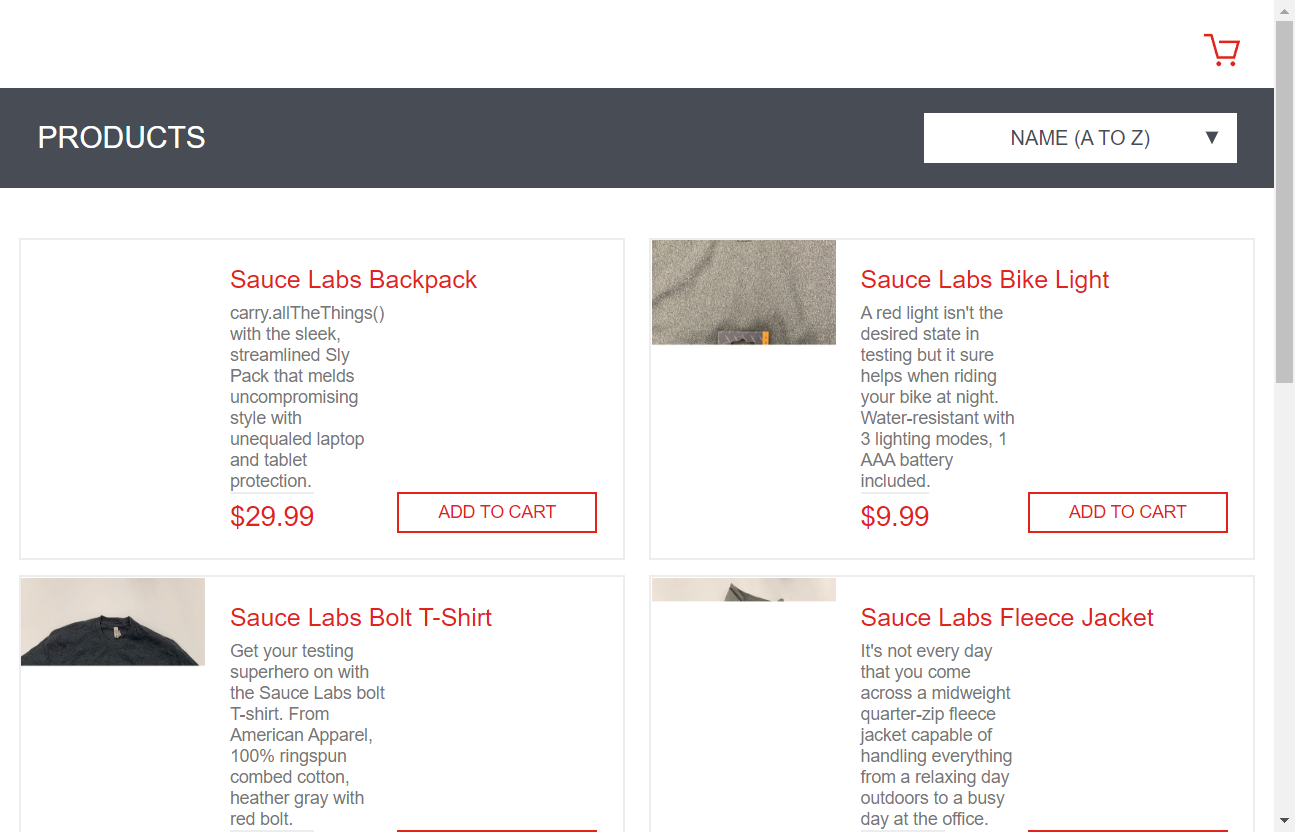 PRODUCTS
NAME (A TO Z)
Sauce Labs Backpack
carry.allTheThings()
with the sleek,
streamlined Sly
Pack that melds
uncompromising
style with
unequaled laptop
and tablet
protection.
$29.99
ADD TO CART
Sauce Labs Bike Light
A red light isn't the
desired state in
testing but it sure
helps when riding
your bike at night.
Water-resistant with
3 lighting modes, 1
AAA battery
included.
$9.99
ADD TO CART
Sauce Labs Bolt T-Shirt
Get your testing
superhero on with
the Sauce Labs bolt
T-shirt. From
American Apparel,
100% ringspun
combed cotton,
heather gray with
red bolt.
Sauce Labs Fleece Jacket
It's not every day
that you come
across a midweight
quarter-zip fleece
jacket capable of
handling everything
from a relaxing day
outdoors to a busy
day at the office.